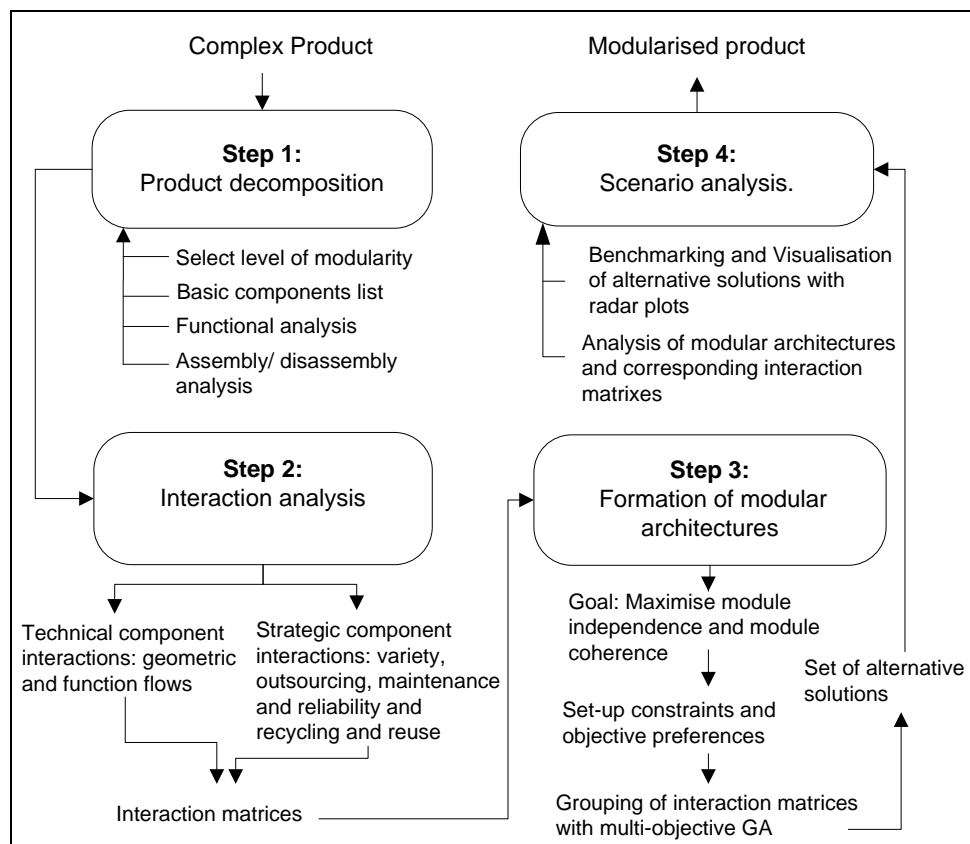 Complex Product
Step 1:
Product decomposition
Select level of modularity
Basic components list
Functional analysis
Assembly/ disassembly
analysis
Step 2:
Interaction analysis
Technical component
interactions: geometric
and function flows
Strategic component
interactions: variety,
outsourcing, maintenance
and reliability and
recycling and reuse
Interaction matrices
Modularised product
Step 4:
Scenario analysis.
Benchmarking and Visualisation
of alternative solutions with
radar plots
Analysis of modular architectures
and corresponding interaction
matrixes
Step 3:
Formation of modular
architectures
Goal: Maximise module
independence and module
coherence
Set-up constraints and
objective preferences
Grouping of interaction matrices
with multi-objective GA
Set of alternative
solutions